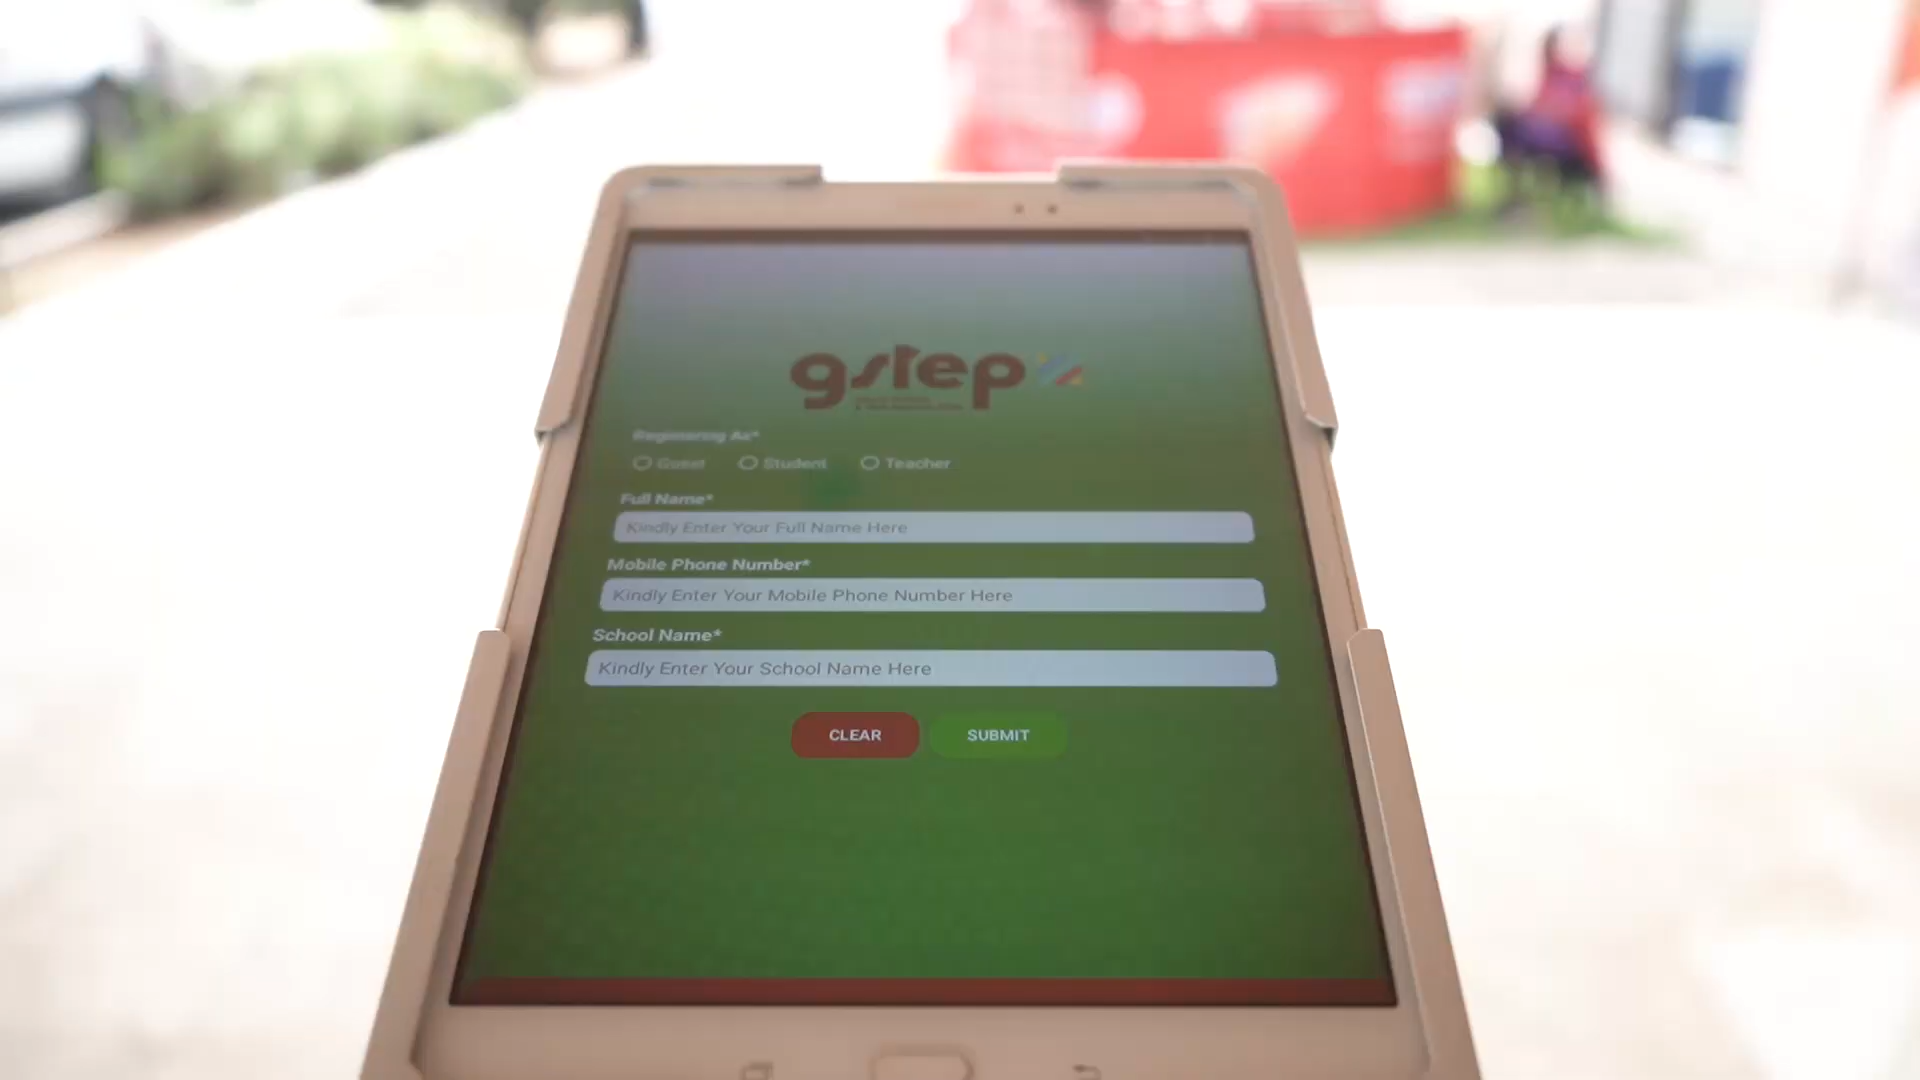 gstep
Registering As*
Guest Student Teacher
Full Name*
Kindly Enter Your Full Name Here
Mobile Phone Number*
Kindly Enter Your Mobile Phone Number Here
School Name*
Kindly Enter Your School Name Here
CLEAR SUBMIT